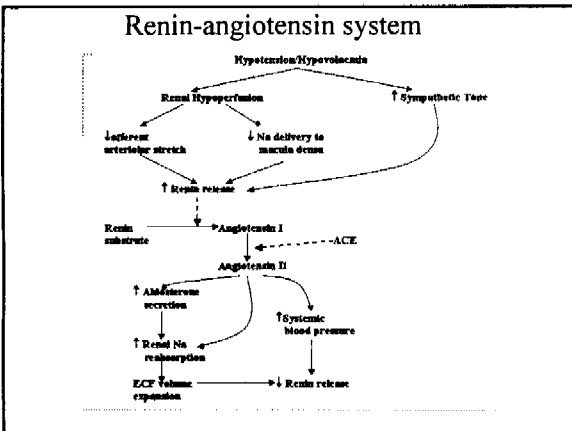 Renin-angiotensin system
Hypotension/Hypovolaemia
Renal Hypoperfusion
↑ Sympathetic Tone
↓afferent
arteriolar stretch
↓ Na delivery to
macula densa
↑ Renin release
Renin
substrate
Angiotensin I
ACE
Angiotensin II
↑ Aldosterone
secretion
↑Systemic
blood pressure
↑ Renal Na
reabsorption
ECF volume
expansion
↓ Renin release